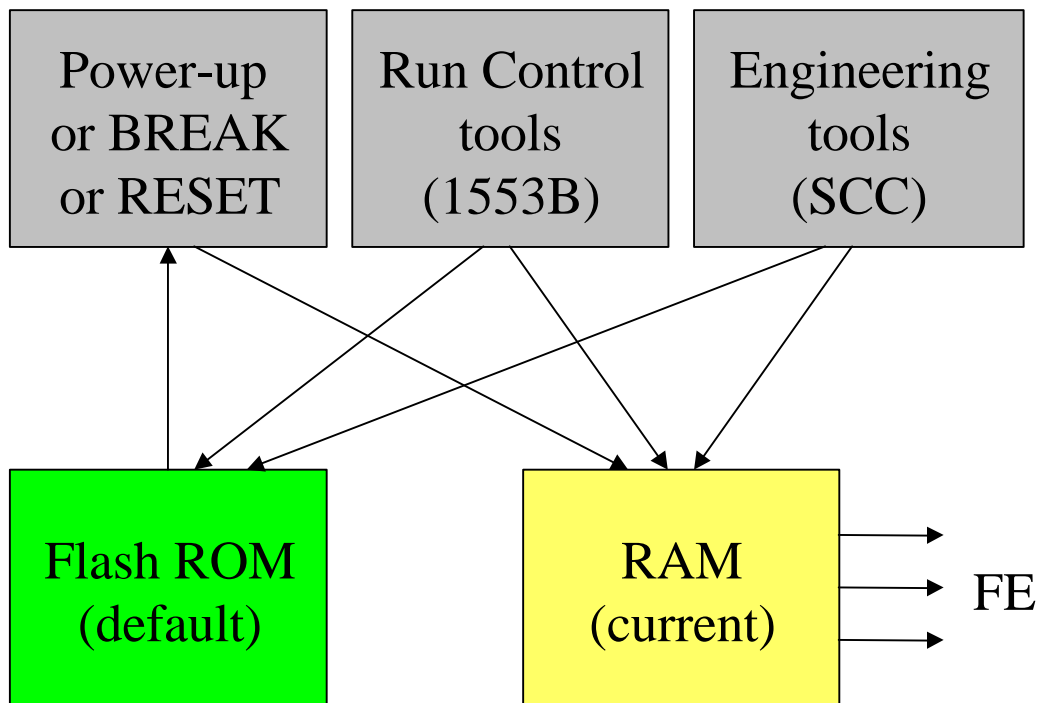 Power-up
or BREAK
or RESET
Run Control
tools
(1553B)
Engineering
tools
(SCC)
Flash ROM
(default)
RAM
(current)
FE